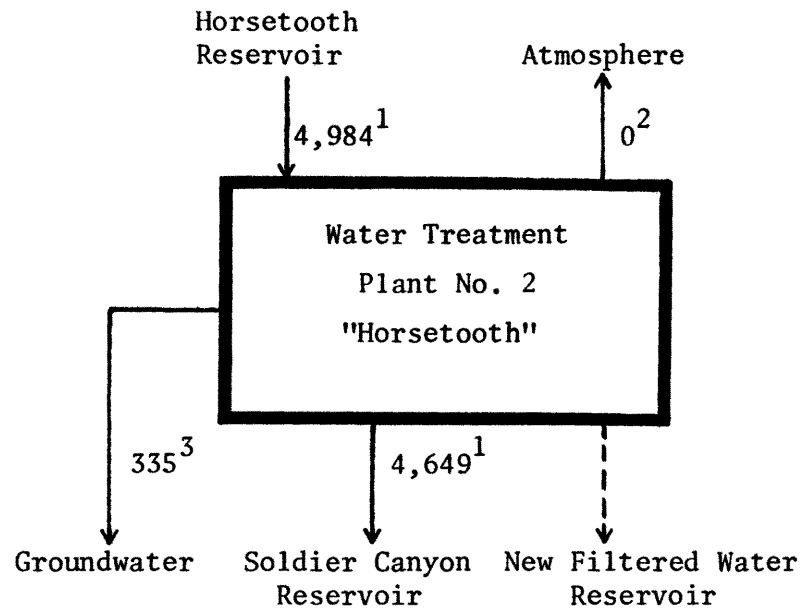 Horsetooth
Reservoir
Atmosphere
4,984¹
0²
Water Treatment
Plant No. 2
"Horsetooth"
335³
4,649¹
Groundwater
Soldier Canyon
Reservoir
New Filtered Water
Reservoir